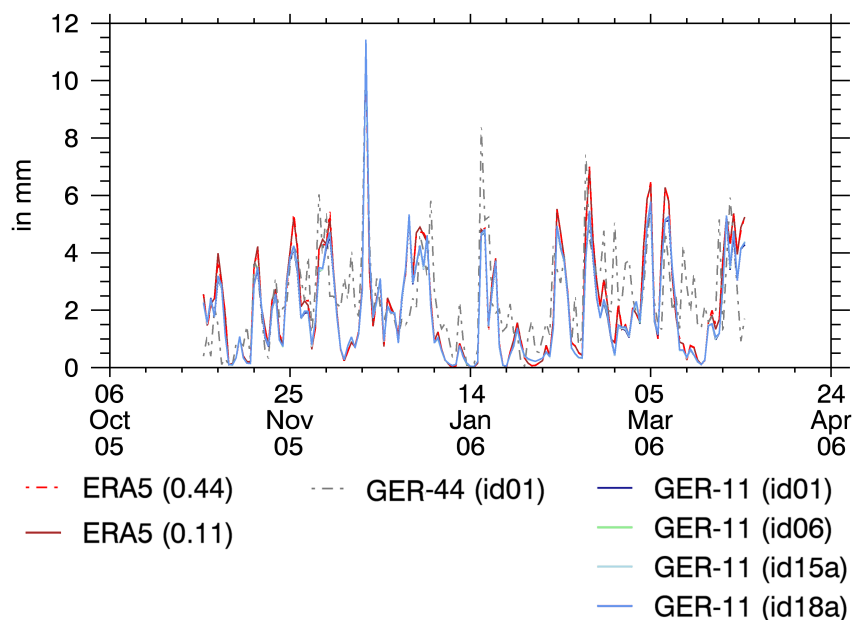 12
10
8
6
4
2
0
in mm
06 25 14 05 24
Oct Nov Jan Mar Apr
05 05 06 06 06
ERA5 (0.44) GER-44 (id01) GER-11 (id01)
ERA5 (0.11) GER-11 (id06)
GER-11 (id15a)
GER-11 (id18a)